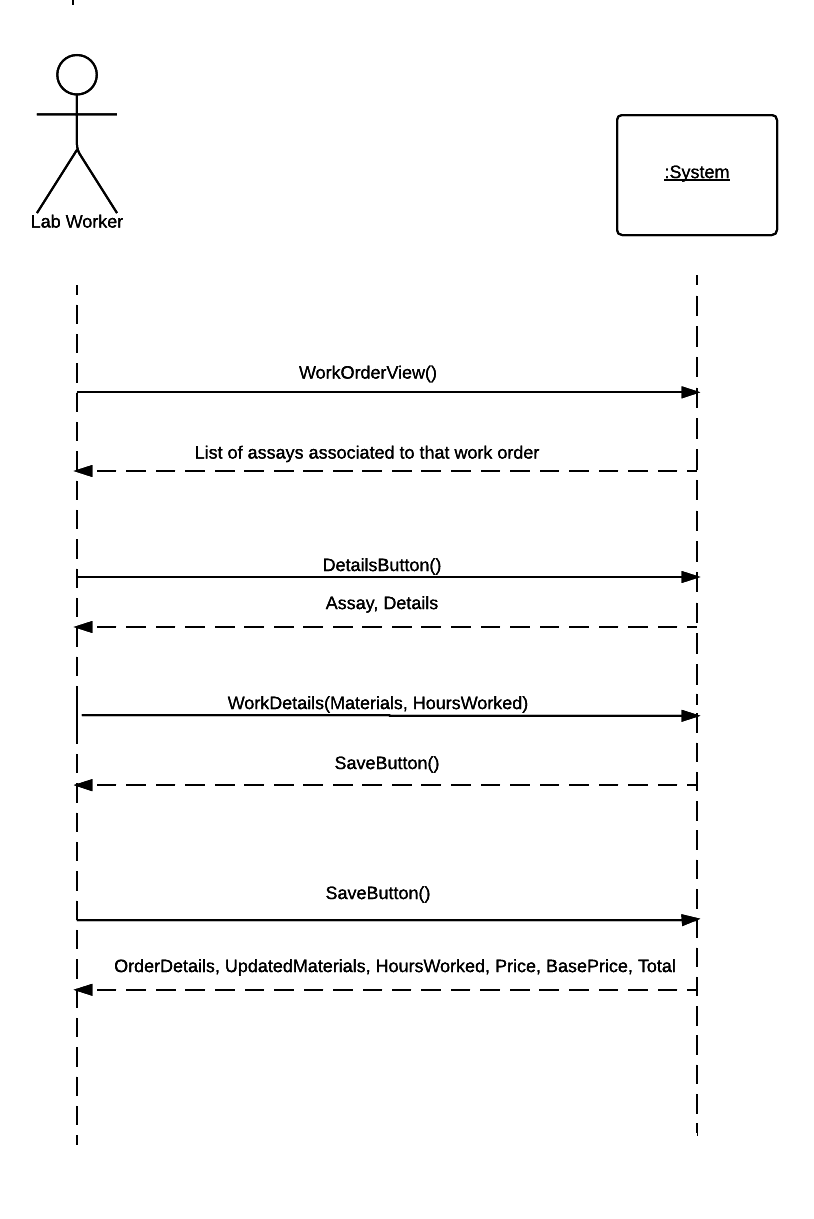 Lab Worker
:System
WorkOrderView()
List of assays associated to that work order
DetailsButton()
Assay, Details
WorkDetails(Materials, HoursWorked)
SaveButton()
SaveButton()
OrderDetails, UpdatedMaterials, HoursWorked, Price, BasePrice, Total